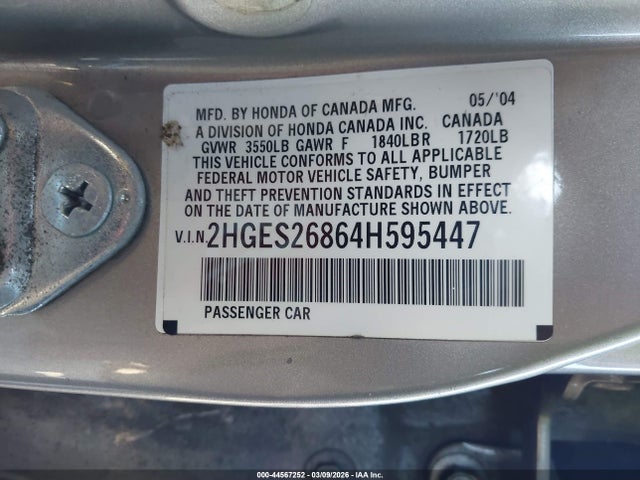 MFD. BY HONDA OF CANADA MFG. 05/'04
A DIVISION OF HONDA CANADA INC. CANADA
GVWR 3550LB GAWR F 1840LBR 1720LB
THIS VEHICLE CONFORMS TO ALL APPLICABLE
FEDERAL MOTOR VEHICLE SAFETY, BUMPER
AND THEFT PREVENTION STANDARDS IN EFFECT
ON THE DATE OF MANUFACTURE SHOWN ABOVE.
V.I.N. 2HGES26864H595447
PASSENGER CAR
000-44567252 | 03/09/2026 | IAA Inc.